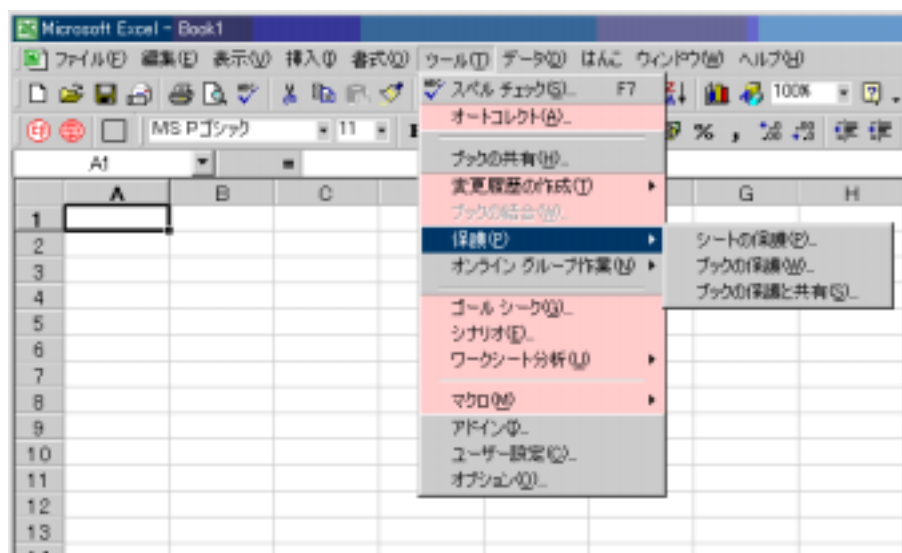 Microsoft Excel - Book1
ファイル(F) 編集(E) 表示(V) 挿入(I) 書式(O) ツール(T) データ(D) はんこ ウィンドウ(W) ヘルプ(H)
100%
MS Pゴシック 11 % ,
A1 =
A B C G H
1
2
3
4
5
6
7
8
9
10
11
12
13
スペル チェック(S)... F7
オートコレクト(A)...
ブックの共有(H)...
変更履歴の作成(T)
ブックの結合(W)...
保護(P)
オンライン グループ作業(N)
ゴール シーク(G)...
シナリオ(E)...
ワークシート分析(U)
マクロ(M)
アドイン(I)...
ユーザー設定(C)...
オプション(O)...
シートの保護(P)...
ブックの保護(W)...
ブックの保護と共有(S)...